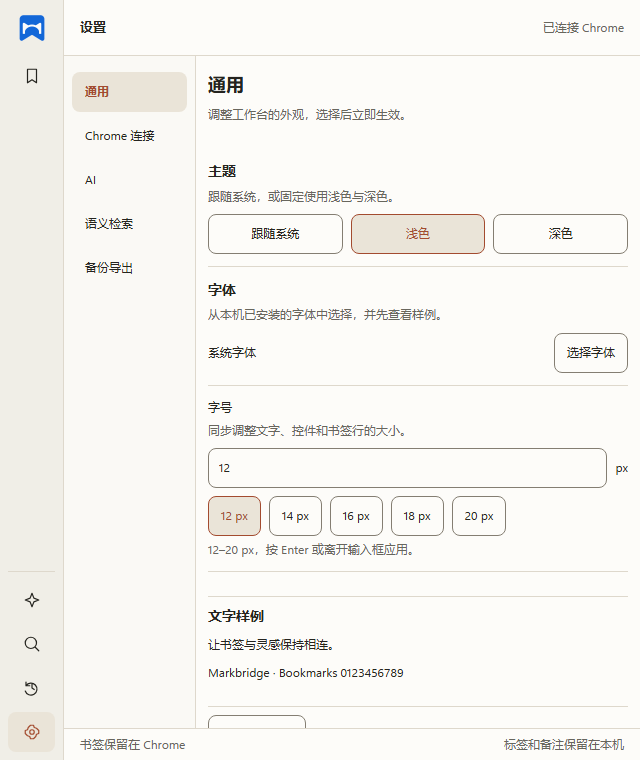 设置
已连接 Chrome
通用
Chrome 连接
AI
语义检索
备份导出
通用
调整工作台的外观，选择后立即生效。
主题
跟随系统，或固定使用浅色与深色。
跟随系统
浅色
深色
字体
从本机已安装的字体中选择，并先查看样例。
系统字体
选择字体
字号
同步调整文字、控件和书签行的大小。
12
px
12 px
14 px
16 px
18 px
20 px
12–20 px，按 Enter 或离开输入框应用。
文字样例
让书签与灵感保持相连。
Markbridge · Bookmarks 0123456789
书签保留在 Chrome
标签和备注保留在本机